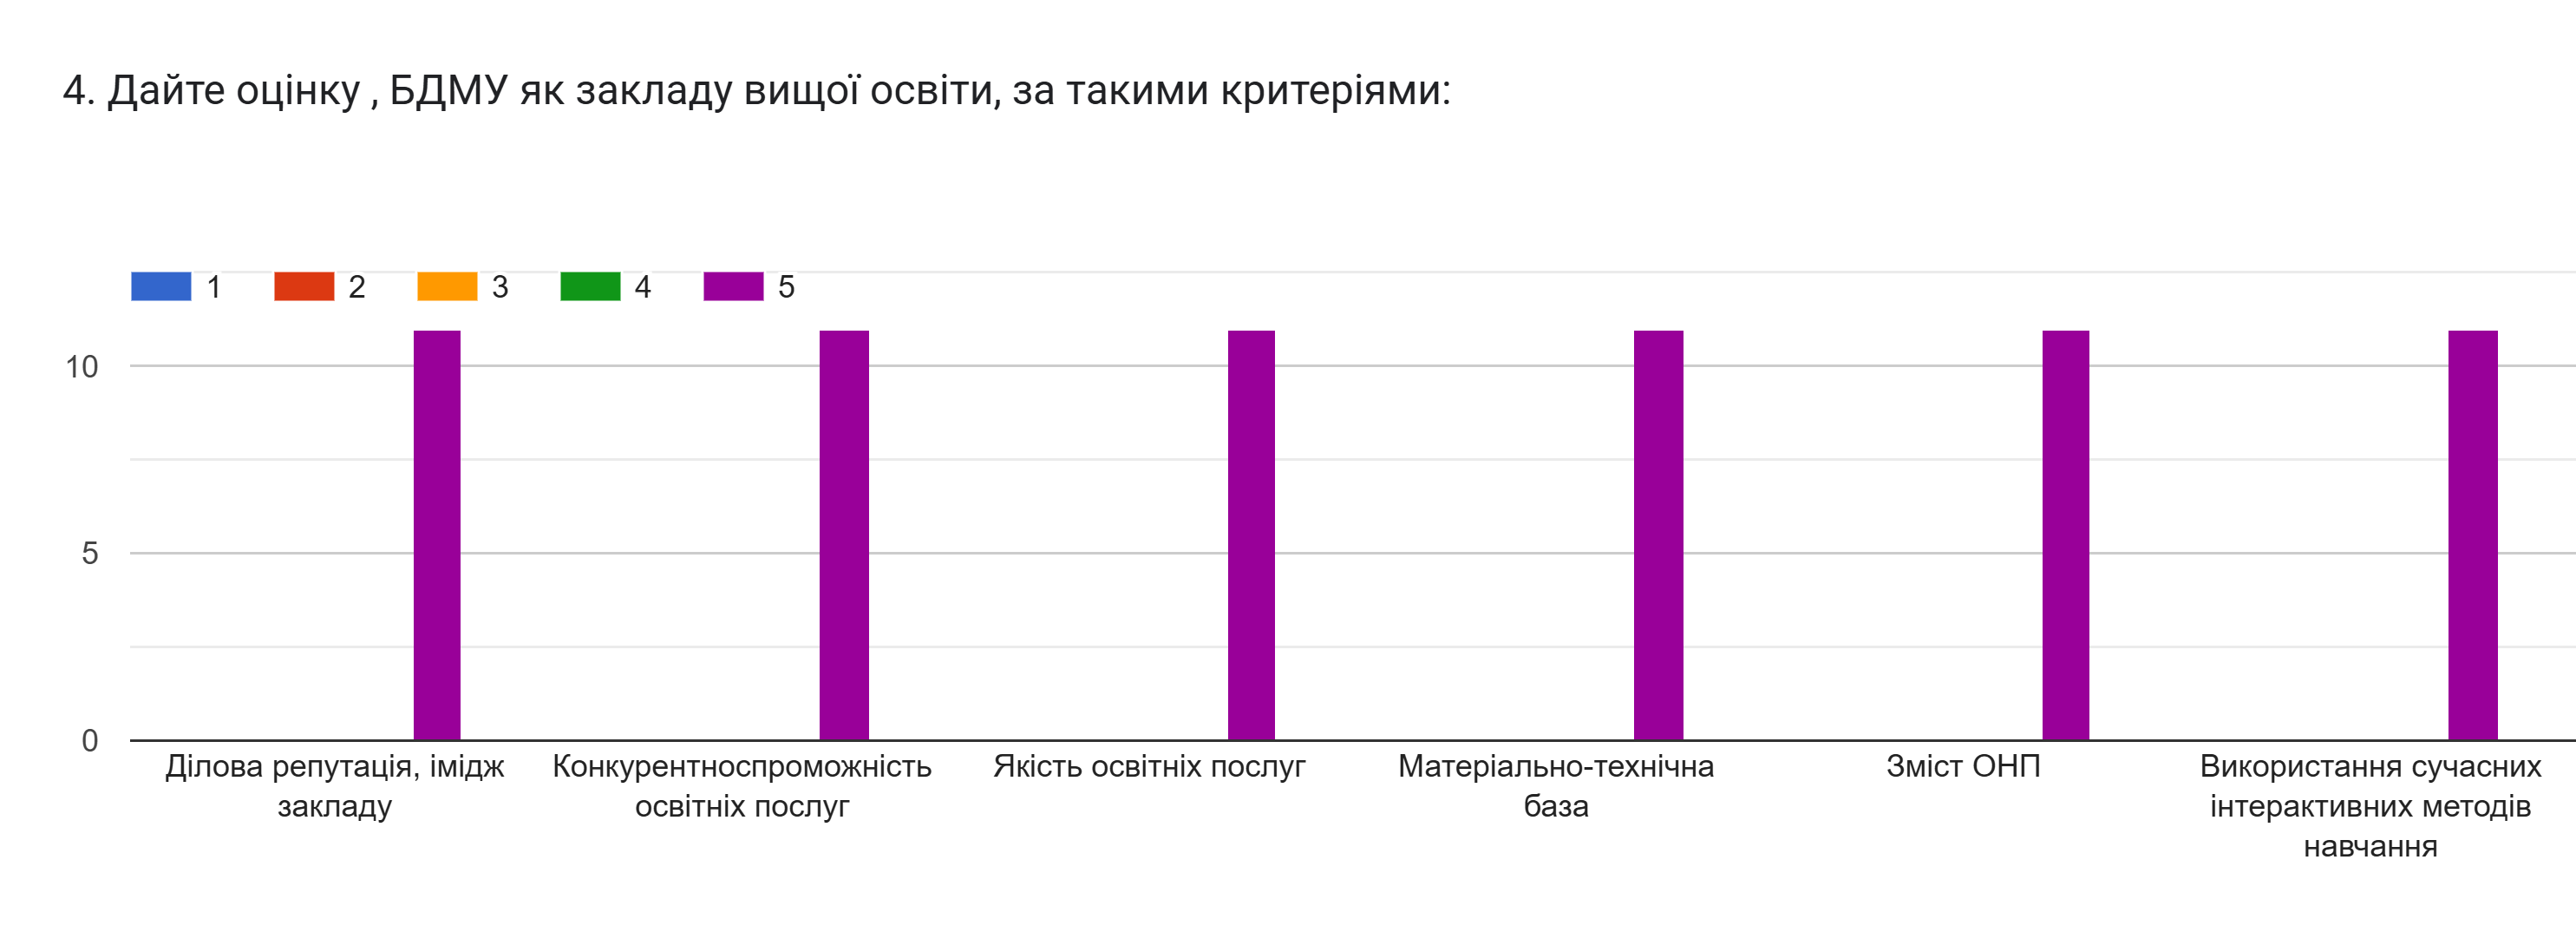 4. Дайте оцінку , БДМУ як закладу вищої освіти, за такими критеріями:
1 2 3 4 5
10
5
0
Ділова репутація, імідж закладу
Конкурентноспроможність освітніх послуг
Якість освітніх послуг
Матеріально-технічна база
Зміст ОНП
Використання сучасних інтерактивних методів навчання